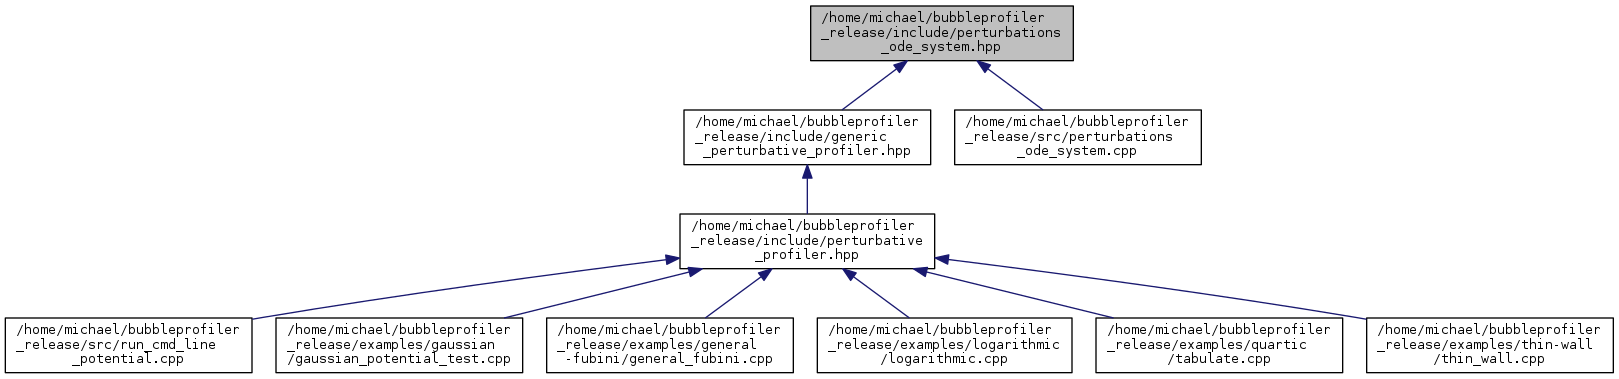 /home/michael/bubbleprofiler
_release/include/perturbations
_ode_system.hpp
/home/michael/bubbleprofiler
_release/include/generic
_perturbative_profiler.hpp
/home/michael/bubbleprofiler
_release/src/perturbations
_ode_system.cpp
/home/michael/bubbleprofiler
_release/include/perturbative
_profiler.hpp
/home/michael/bubbleprofiler
_release/src/run_cmd_line
_potential.cpp
/home/michael/bubbleprofiler
_release/examples/gaussian
/gaussian_potential_test.cpp
/home/michael/bubbleprofiler
_release/examples/general
-fubini/general_fubini.cpp
/home/michael/bubbleprofiler
_release/examples/logarithmic
/logarithmic.cpp
/home/michael/bubbleprofiler
_release/examples/quartic
/tabulate.cpp
/home/michael/bubbleprofiler
_release/examples/thin-wall
/thin_wall.cpp